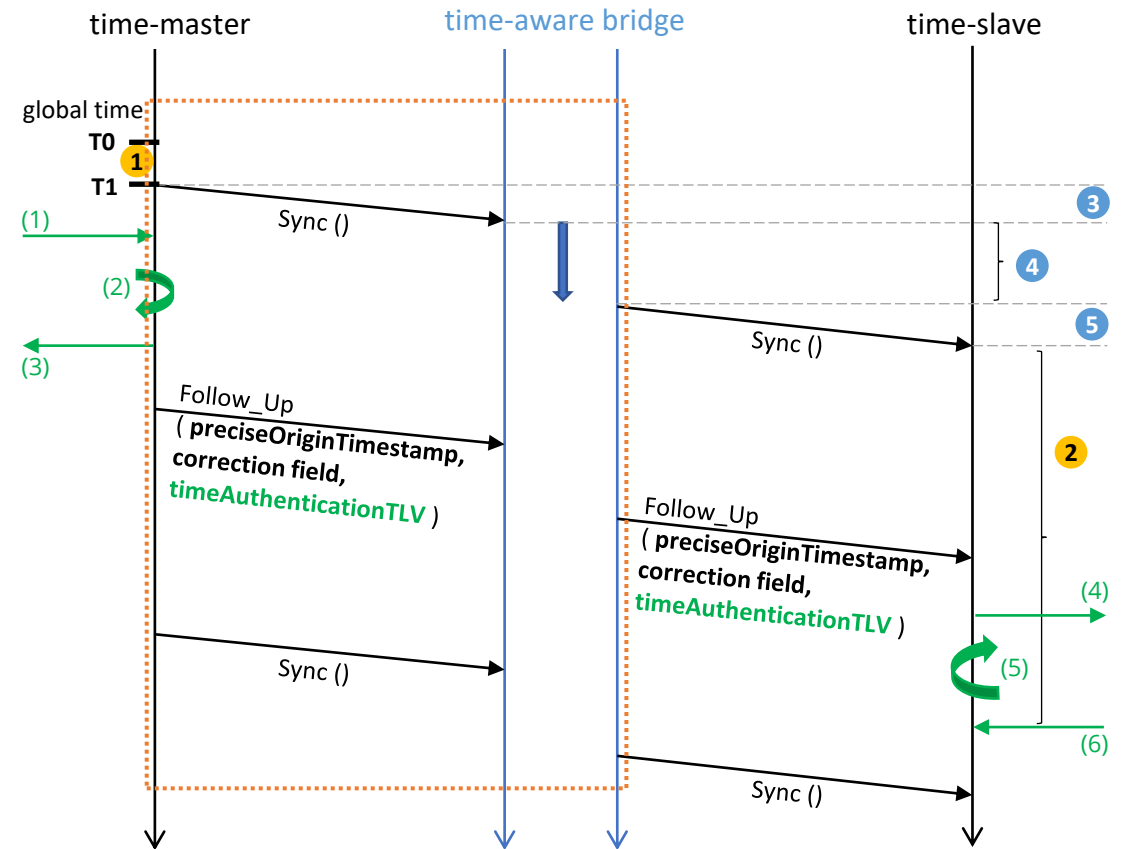 time-master
time-aware bridge
time-slave
global time
T0
1
T1
Sync ()
3
(1)
4
(2)
5
Sync ()
(3)
Follow_Up
( preciseOriginTimestamp,
correction field,
timeAuthenticationTLV )
2
Follow_Up
( preciseOriginTimestamp,
correction field,
timeAuthenticationTLV )
(4)
Sync ()
(5)
(6)
Sync ()